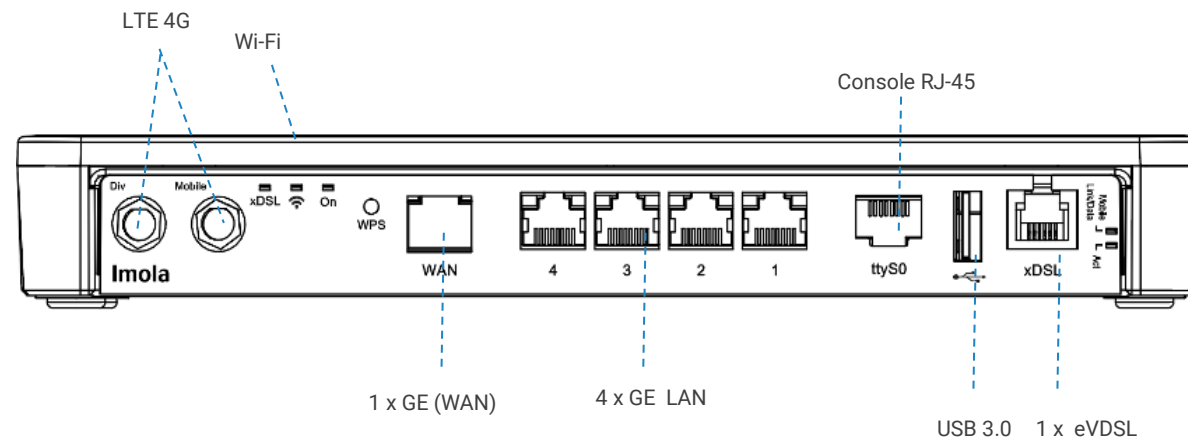 LTE 4G
Wi-Fi
Console RJ-45
Div
Mobile
xDSL
On
WPS
Imola
WAN
4
3
2
1
ttyS0
xDSL
Mobile
Link/Data
Act
1 x GE (WAN)
4 x GE LAN
USB 3.0
1 x eVDSL